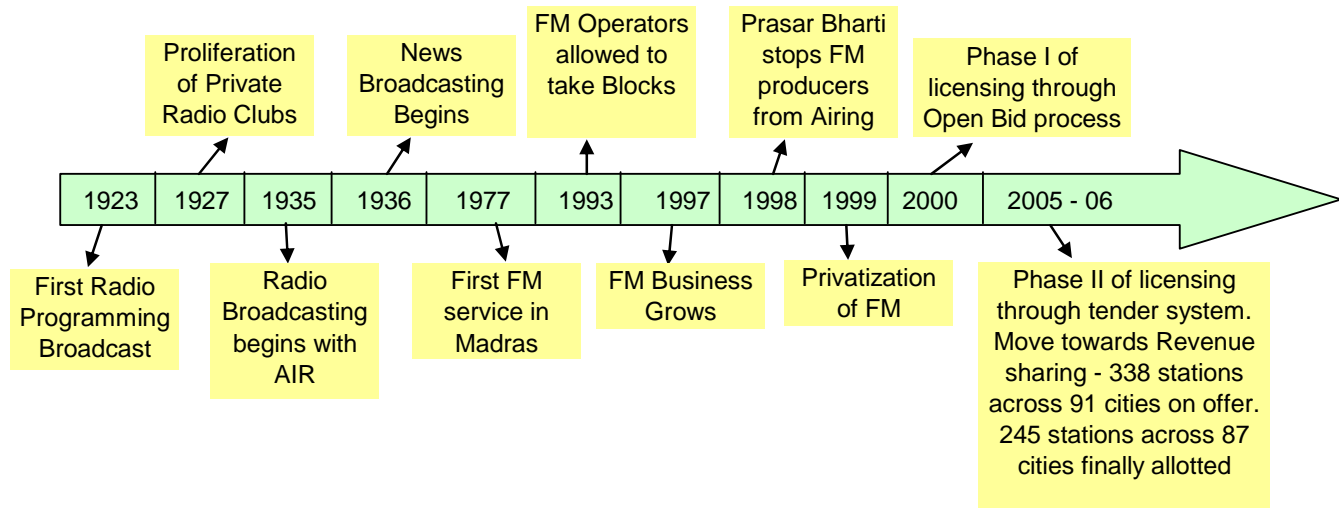 Proliferation
of Private
Radio Clubs
News
Broadcasting
Begins
FM Operators
allowed to
take Blocks
Prasar Bharti
stops FM
producers
from Airing
Phase I of
licensing through
Open Bid process
1923 1927 1935 1936 1977 1993 1997 1998 1999 2000 2005 - 06
First Radio
Programming
Broadcast
Radio
Broadcasting
begins with
AIR
First FM
service in
Madras
FM Business
Grows
Privatization
of FM
Phase II of licensing
through tender system.
Move towards Revenue
sharing - 338 stations
across 91 cities on offer.
245 stations across 87
cities finally allotted